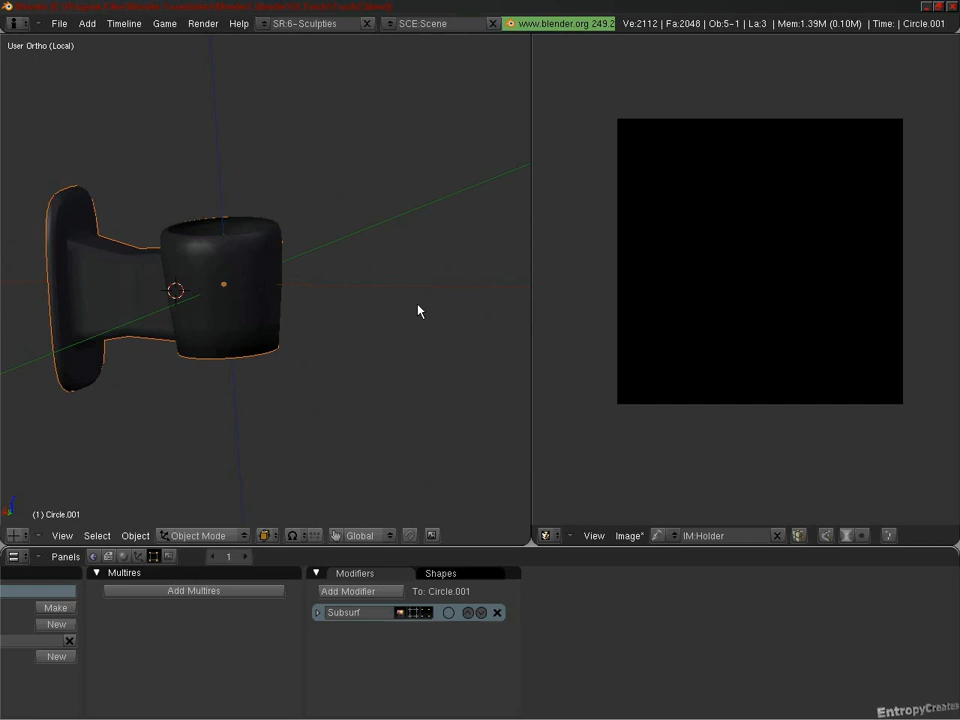 File Add Timeline Game Render Help SR:6-Sculpties SCE:Scene www.blender.org 249.2 Ve:2112 | Fa:2048 | Ob:5-1 | La:3 | Mem:1.39M (0.10M) | Time: | Circle.001
User Ortho (Local)
(1) Circle.001
View Select Object Object Mode Global View Image* IM:Holder
Panels 1
Multires Modifiers Shapes
Add Multires Add Modifier To: Circle.001
Make Subsurf
New
New
EntropyCreates